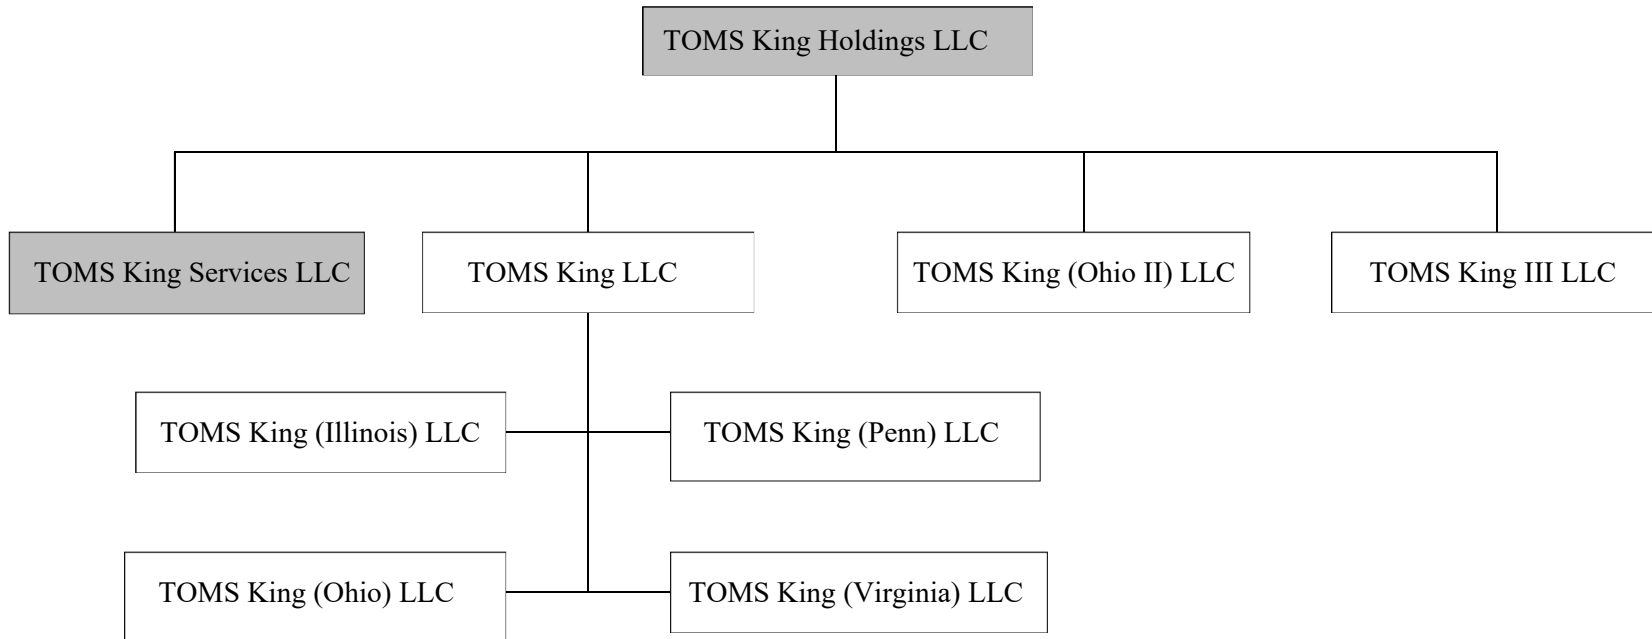 TOMS King Holdings LLC
TOMS King Services LLC
TOMS King LLC
TOMS King (Ohio II) LLC
TOMS King III LLC
TOMS King (Illinois) LLC
TOMS King (Penn) LLC
TOMS King (Ohio) LLC
TOMS King (Virginia) LLC